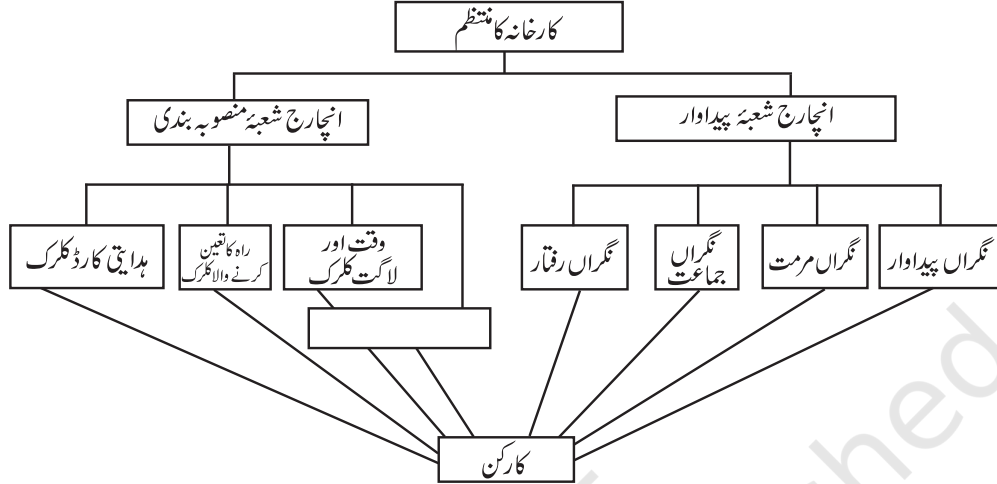 کارخانہ کا منتظم
انچارج شعبۂ پیداوار
انچارج شعبۂ منصوبہ بندی
نگراں پیداوار
نگراں مرمت
نگراں
جماعت
نگراں رفتار
وقت اور
لاگت کلرک
راہ کا تعین
کرنے والا کلرک
ہدایتی کارڈ کلرک
کارکن